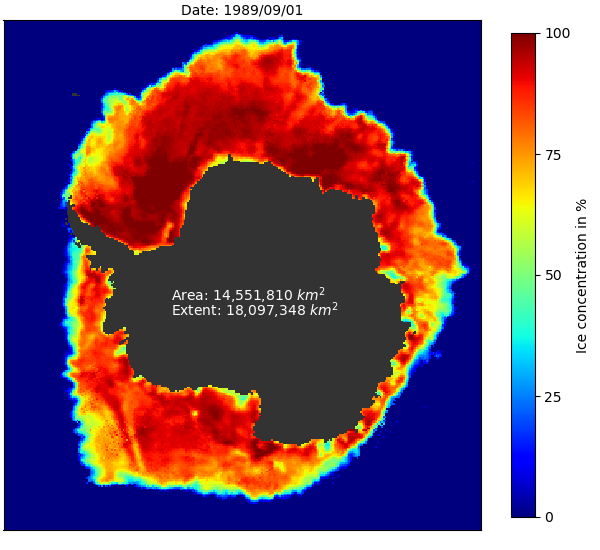 Date: 1989/09/01
Area: 14,551,810 km²
Extent: 18,097,348 km²
100
75
50
25
0
Ice concentration in %